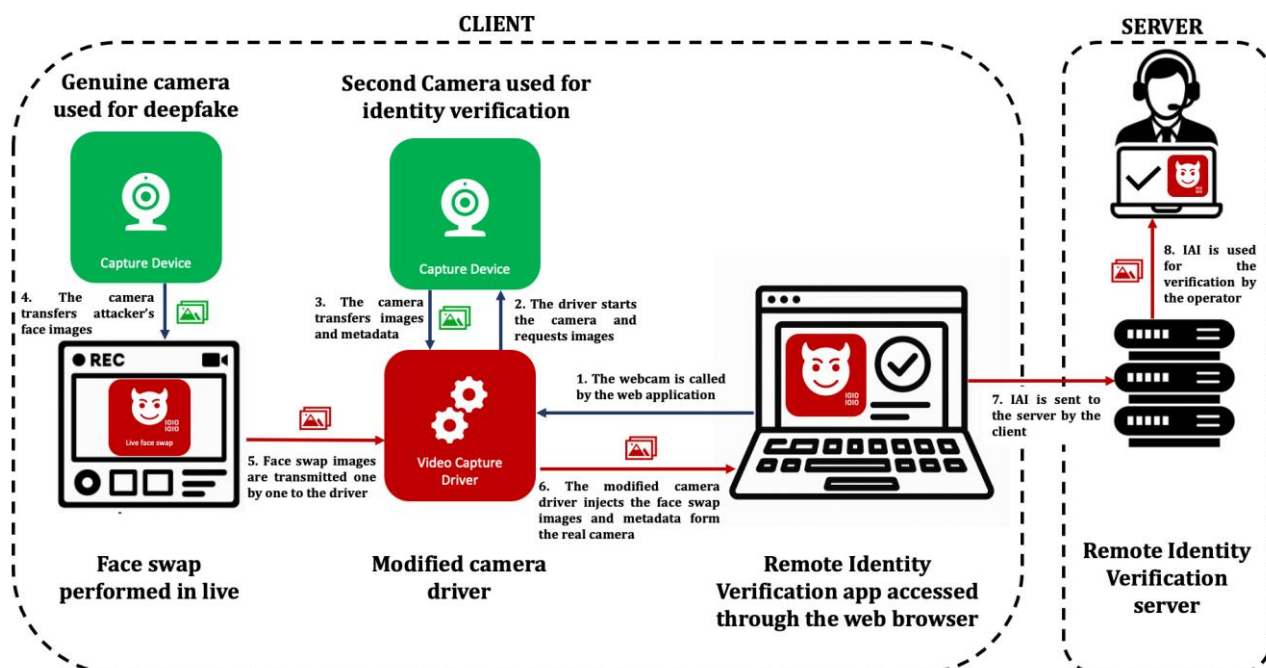 CLIENT
SERVER
Genuine camera
used for deepfake
Second Camera used for
identity verification
Capture Device
Capture Device
4. The camera
transfers attacker's
face images
3. The camera
transfers images
and metadata
2. The driver starts
the camera and
requests images
8. IAI is used
for the
verification by
the operator
REC
IOIO
IOIO
Live face swap
1. The webcam is called
by the web application
IOIO
IOIO
7. IAI is sent to
the server by the
client
5. Face swap images
are transmitted one
by one to the driver
Video Capture
Driver
6. The modified camera
driver injects the face swap
images and metadata form
the real camera
Face swap
performed in live
Modified camera
driver
Remote Identity
Verification app accessed
through the web browser
Remote Identity
Verification
server